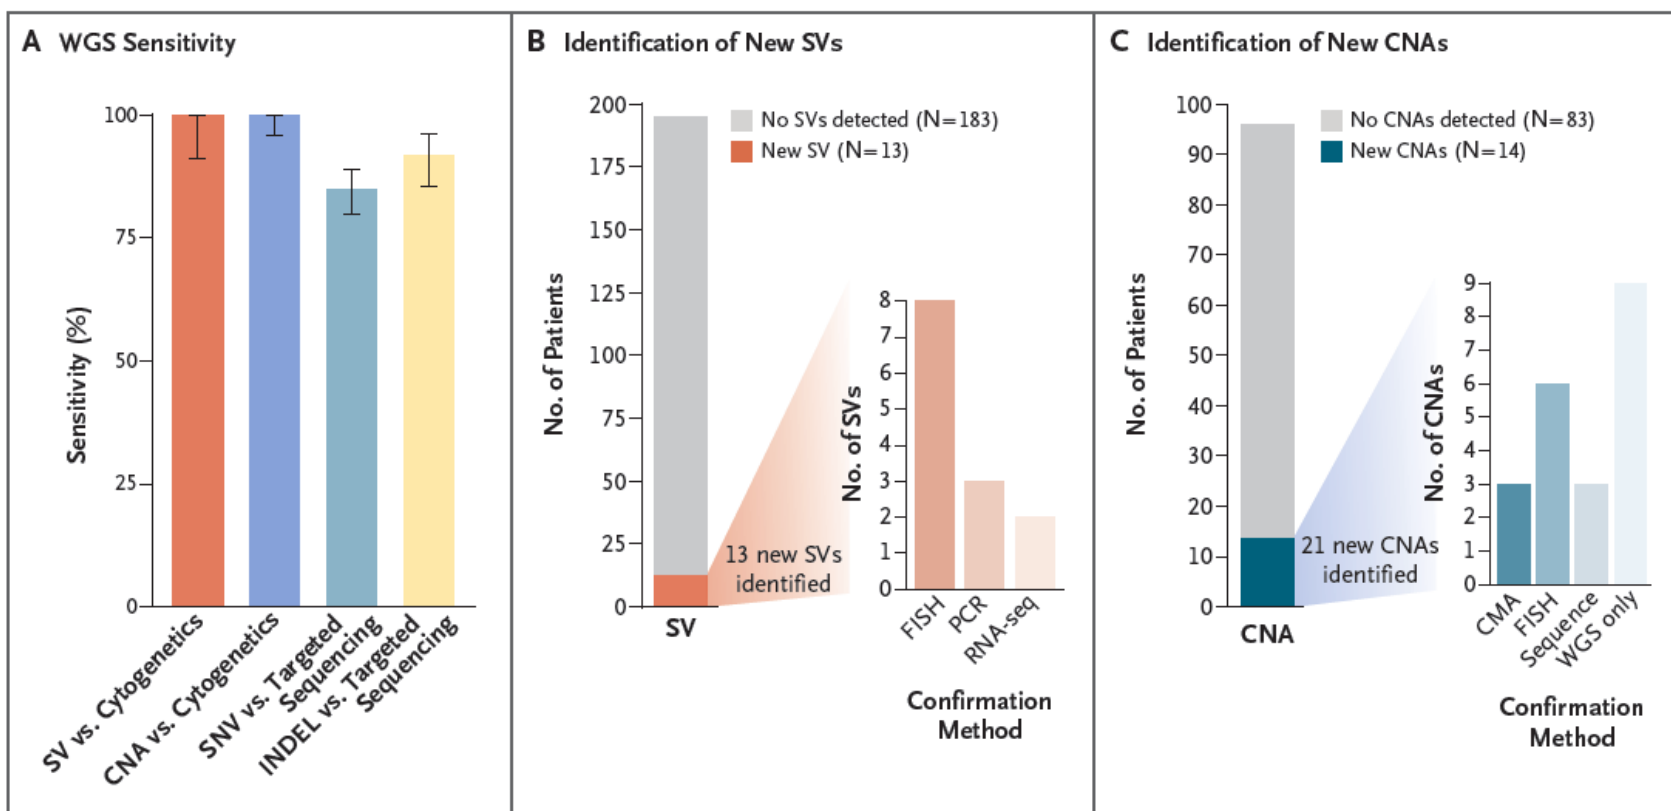 A WGS Sensitivity
100
75
50
25
0
Sensitivity (%)
SV vs. Cytogenetics
CNA vs. Cytogenetics
SNV vs. Targeted
Sequencing
INDEL vs. Targeted
Sequencing
B Identification of New SVs
200
175
150
125
100
75
50
25
0
No. of Patients
No SVs detected (N=183)
New SV (N=13)
13 new SVs
identified
SV
8
7
6
5
4
3
2
1
0
No. of SVs
FISH
PCR
RNA-seq
Confirmation
Method
C Identification of New CNAs
100
90
80
70
60
50
40
30
20
10
0
No. of Patients
No CNAs detected (N=83)
New CNAs (N=14)
21 new CNAs
identified
CNA
9
8
7
6
5
4
3
2
1
0
No. of CNAs
CMA
FISH
Sequence
WGS only
Confirmation
Method